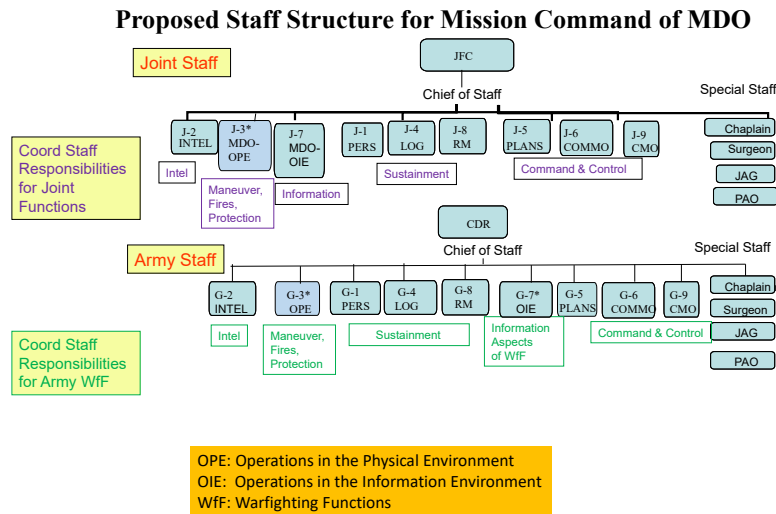 Proposed Staff Structure for Mission Command of MDO
Joint Staff
JFC
Chief of Staff
Special Staff
J-2
INTEL
J-3*
MDO-
OPE
J-7
MDO-
OIE
J-1
PERS
J-4
LOG
J-8
RM
J-5
PLANS
J-6
COMMO
J-9
CMO
Chaplain
Surgeon
JAG
PAO
Coord Staff
Responsibilities
for Joint
Functions
Intel
Maneuver,
Fires,
Protection
Information
Sustainment
Command & Control
CDR
Chief of Staff
Special Staff
Army Staff
G-2
INTEL
G-3*
OPE
G-1
PERS
G-4
LOG
G-8
RM
G-7*
OIE
G-5
PLANS
G-6
COMMO
G-9
CMO
Chaplain
Surgeon
JAG
PAO
Coord Staff
Responsibilities
for Army WfF
Intel
Maneuver,
Fires,
Protection
Sustainment
Information
Aspects
of WfF
Command & Control
OPE: Operations in the Physical Environment
OIE: Operations in the Information Environment
WfF: Warfighting Functions